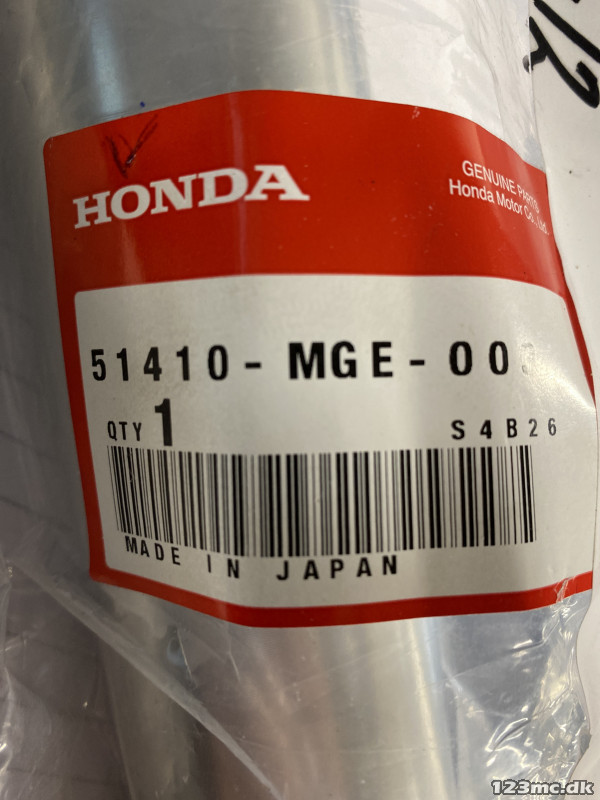 HONDA
GENUINE PARTS
Honda Motor Co., Ltd.
51410-MGE-00
QTY 1 S4B26
MADE IN JAPAN
123mc.dk